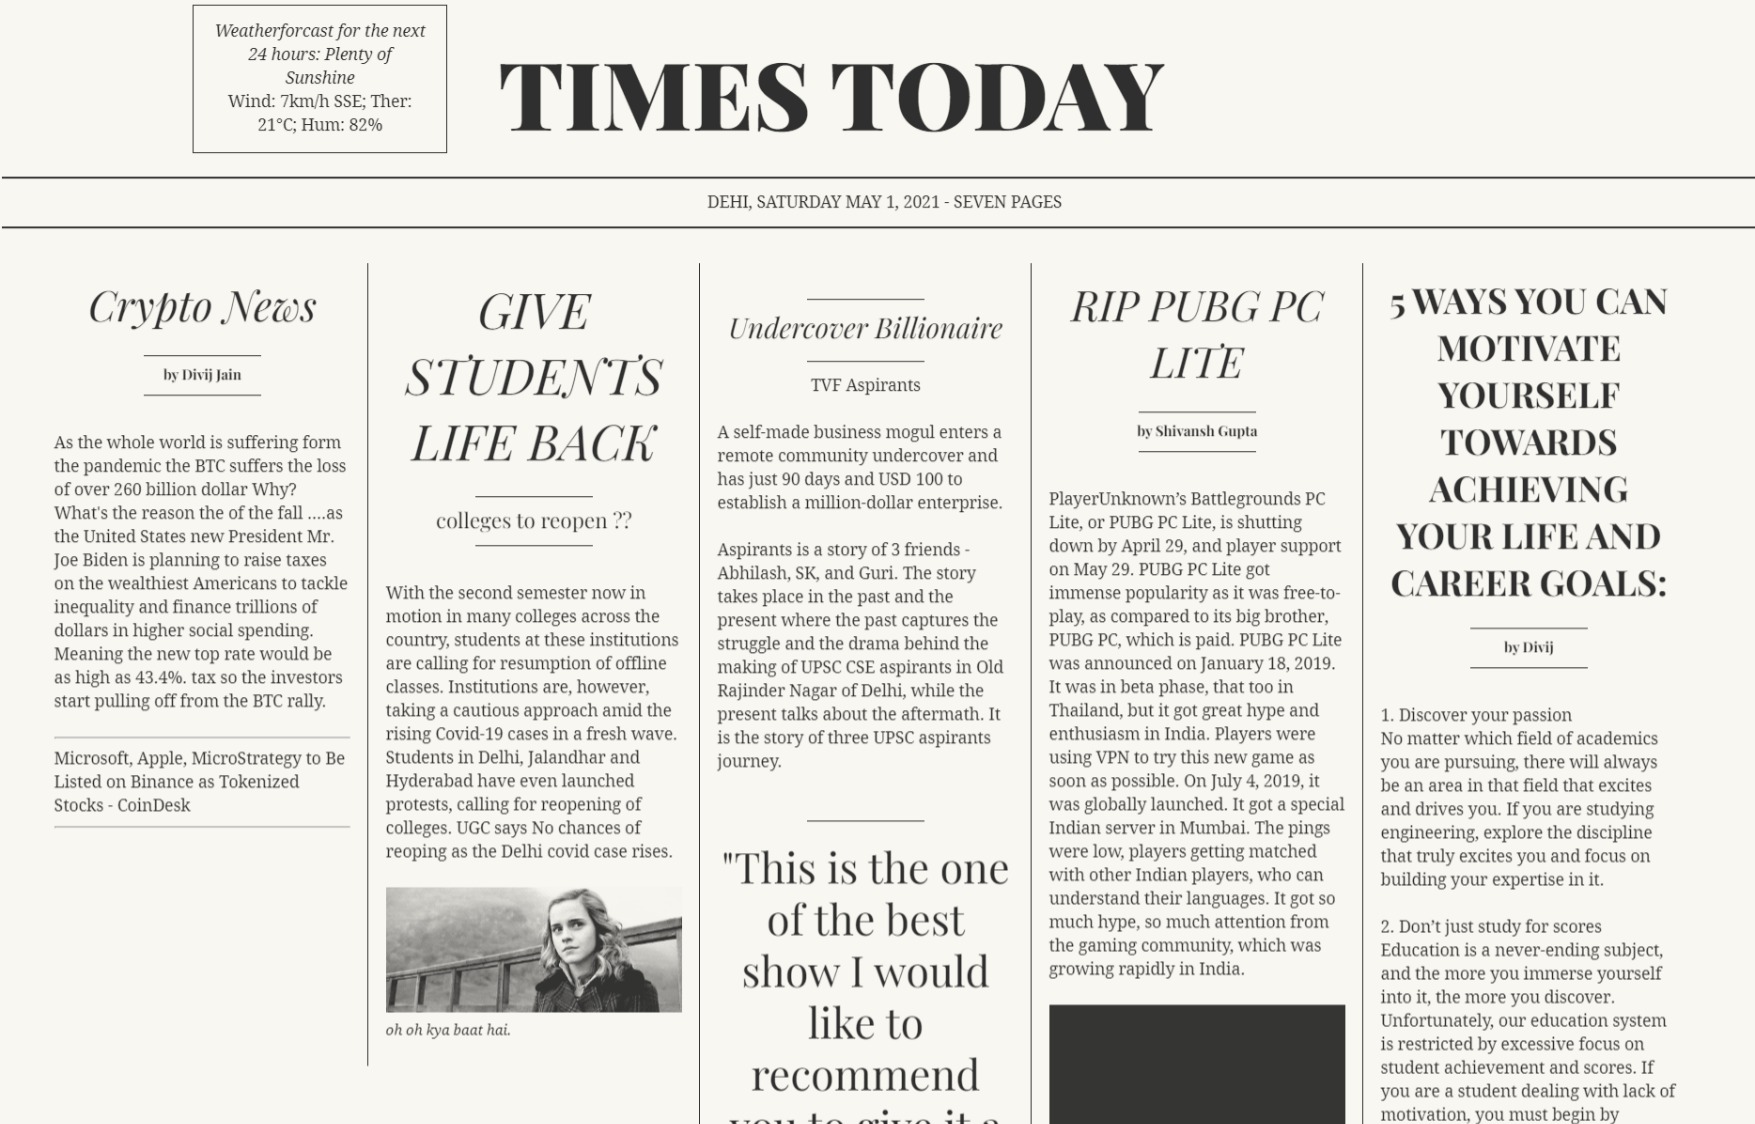 Weatherforcast for the next
24 hours: Plenty of
Sunshine
Wind: 7km/h SSE; Ther:
21°C; Hum: 82%
TIMES TODAY
DEHI, SATURDAY MAY 1, 2021 - SEVEN PAGES
Crypto News
by Divij Jain
As the whole world is suffering form
the pandemic the BTC suffers the loss
of over 260 billion dollar Why?
What's the reason the of the fall ....as
the United States new President Mr.
Joe Biden is planning to raise taxes
on the wealthiest Americans to tackle
inequality and finance trillions of
dollars in higher social spending.
Meaning the new top rate would be
as high as 43.4%. tax so the investors
start pulling off from the BTC rally.
Microsoft, Apple, MicroStrategy to Be
Listed on Binance as Tokenized
Stocks - CoinDesk
GIVE
STUDENTS
LIFE BACK
colleges to reopen ??
With the second semester now in
motion in many colleges across the
country, students at these institutions
are calling for resumption of offline
classes. Institutions are, however,
taking a cautious approach amid the
rising Covid-19 cases in a fresh wave.
Students in Delhi, Jalandhar and
Hyderabad have even launched
protests, calling for reopening of
colleges. UGC says No chances of
reoping as the Delhi covid case rises.
oh oh kya baat hai.
Undercover Billionaire
TVF Aspirants
A self-made business mogul enters a
remote community undercover and
has just 90 days and USD 100 to
establish a million-dollar enterprise.
Aspirants is a story of 3 friends -
Abhilash, SK, and Guri. The story
takes place in the past and the
present where the past captures the
struggle and the drama behind the
making of UPSC CSE aspirants in Old
Rajinder Nagar of Delhi, while the
present talks about the aftermath. It
is the story of three UPSC aspirants
journey.
"This is the one
of the best
show I would
like to
recommend
you to give it a
RIP PUBG PC
LITE
by Shivansh Gupta
PlayerUnknown’s Battlegrounds PC
Lite, or PUBG PC Lite, is shutting
down by April 29, and player support
on May 29. PUBG PC Lite got
immense popularity as it was free-to-
play, as compared to its big brother,
PUBG PC, which is paid. PUBG PC Lite
was announced on January 18, 2019.
It was in beta phase, that too in
Thailand, but it got great hype and
enthusiasm in India. Players were
using VPN to try this new game as
soon as possible. On July 4, 2019, it
was globally launched. It got a special
Indian server in Mumbai. The pings
were low, players getting matched
with other Indian players, who can
understand their languages. It got so
much hype, so much attention from
the gaming community, which was
growing rapidly in India.
5 WAYS YOU CAN
MOTIVATE
YOURSELF
TOWARDS
ACHIEVING
YOUR LIFE AND
CAREER GOALS:
by Divij
1. Discover your passion
No matter which field of academics
you are pursuing, there will always
be an area in that field that excites
and drives you. If you are studying
engineering, explore the discipline
that truly excites you and focus on
building your expertise in it.
2. Don’t just study for scores
Education is a never-ending subject,
and the more you immerse yourself
into it, the more you discover.
Unfortunately, our education system
is restricted by excessive focus on
student achievement and scores. If
you are a student dealing with lack of
motivation, you must begin by